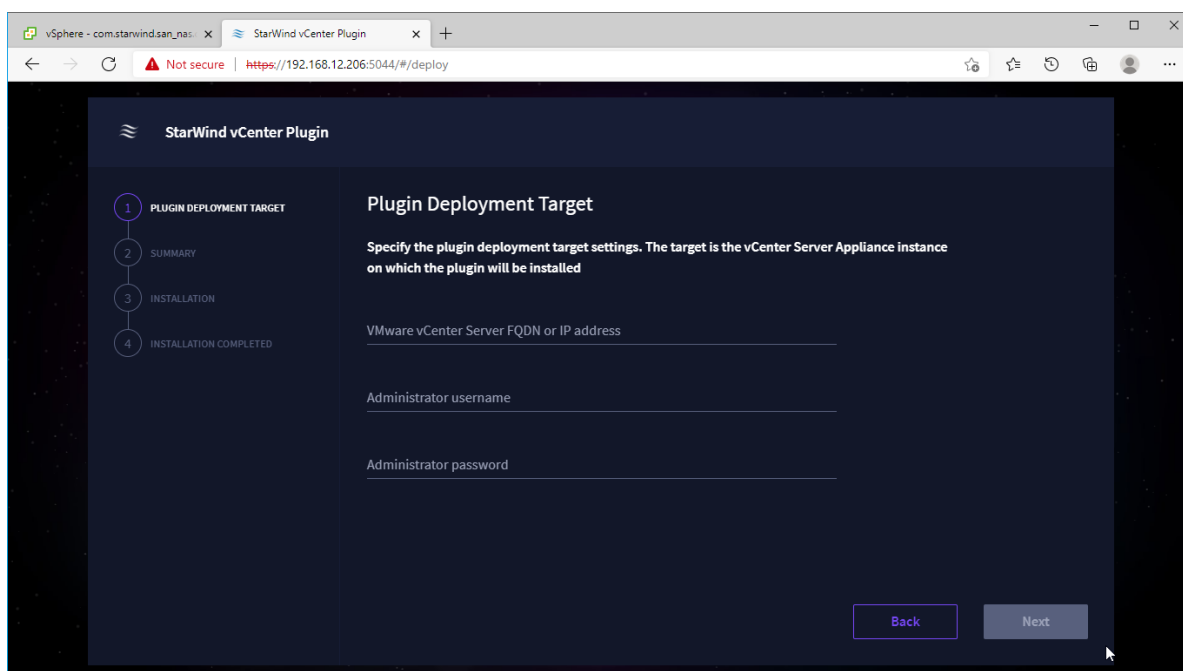 vSphere - com.starwind.san_nas.
StarWind vCenter Plugin
Not secure
https://192.168.12.206:5044/#/deploy
StarWind vCenter Plugin
1 PLUGIN DEPLOYMENT TARGET
2 SUMMARY
3 INSTALLATION
4 INSTALLATION COMPLETED
Plugin Deployment Target
Specify the plugin deployment target settings. The target is the vCenter Server Appliance instance
on which the plugin will be installed
VMware vCenter Server FQDN or IP address
Administrator username
Administrator password
Back
Next